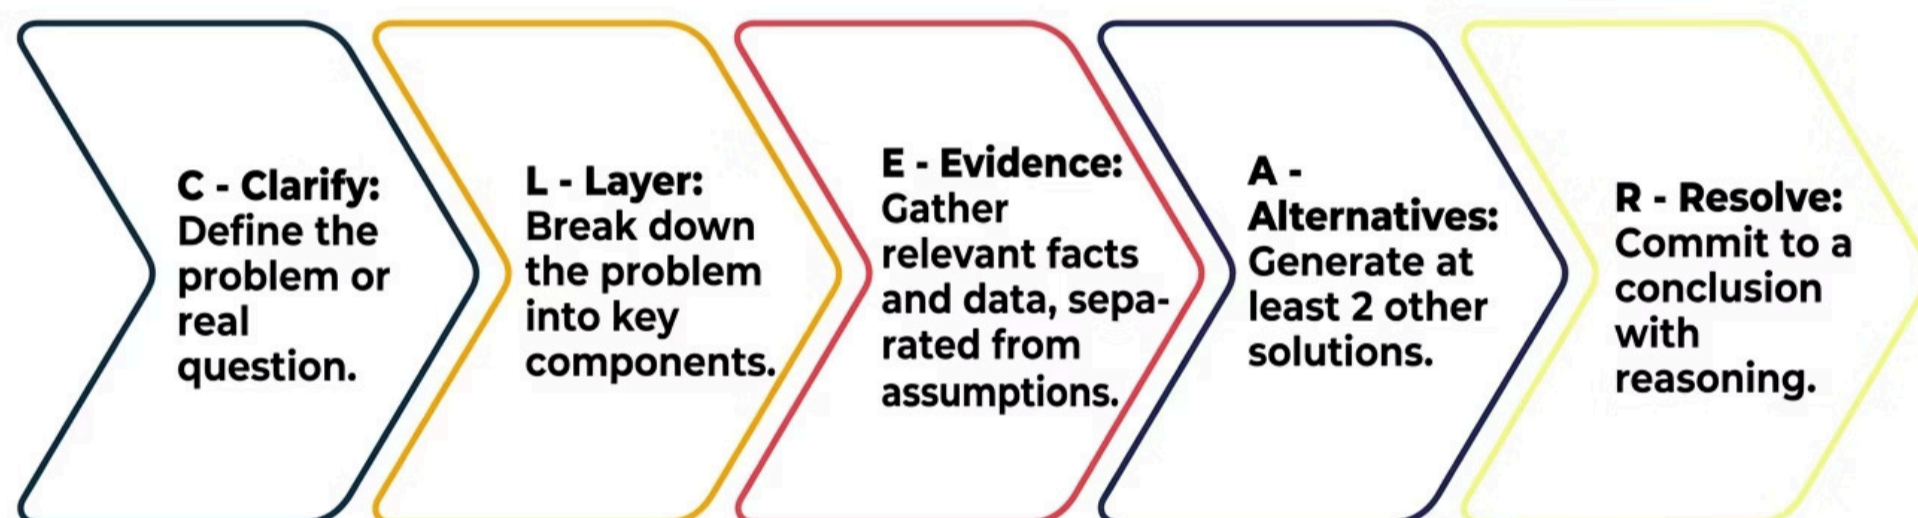 C - Clarify:
Define the
problem or
real
question.
L - Layer:
Break down
the problem
into key
components.
E - Evidence:
Gather
relevant facts
and data, sepa-
rated from
assumptions.
A -
Alternatives:
Generate at
least 2 other
solutions.
R - Resolve:
Commit to a
conclusion
with
reasoning.